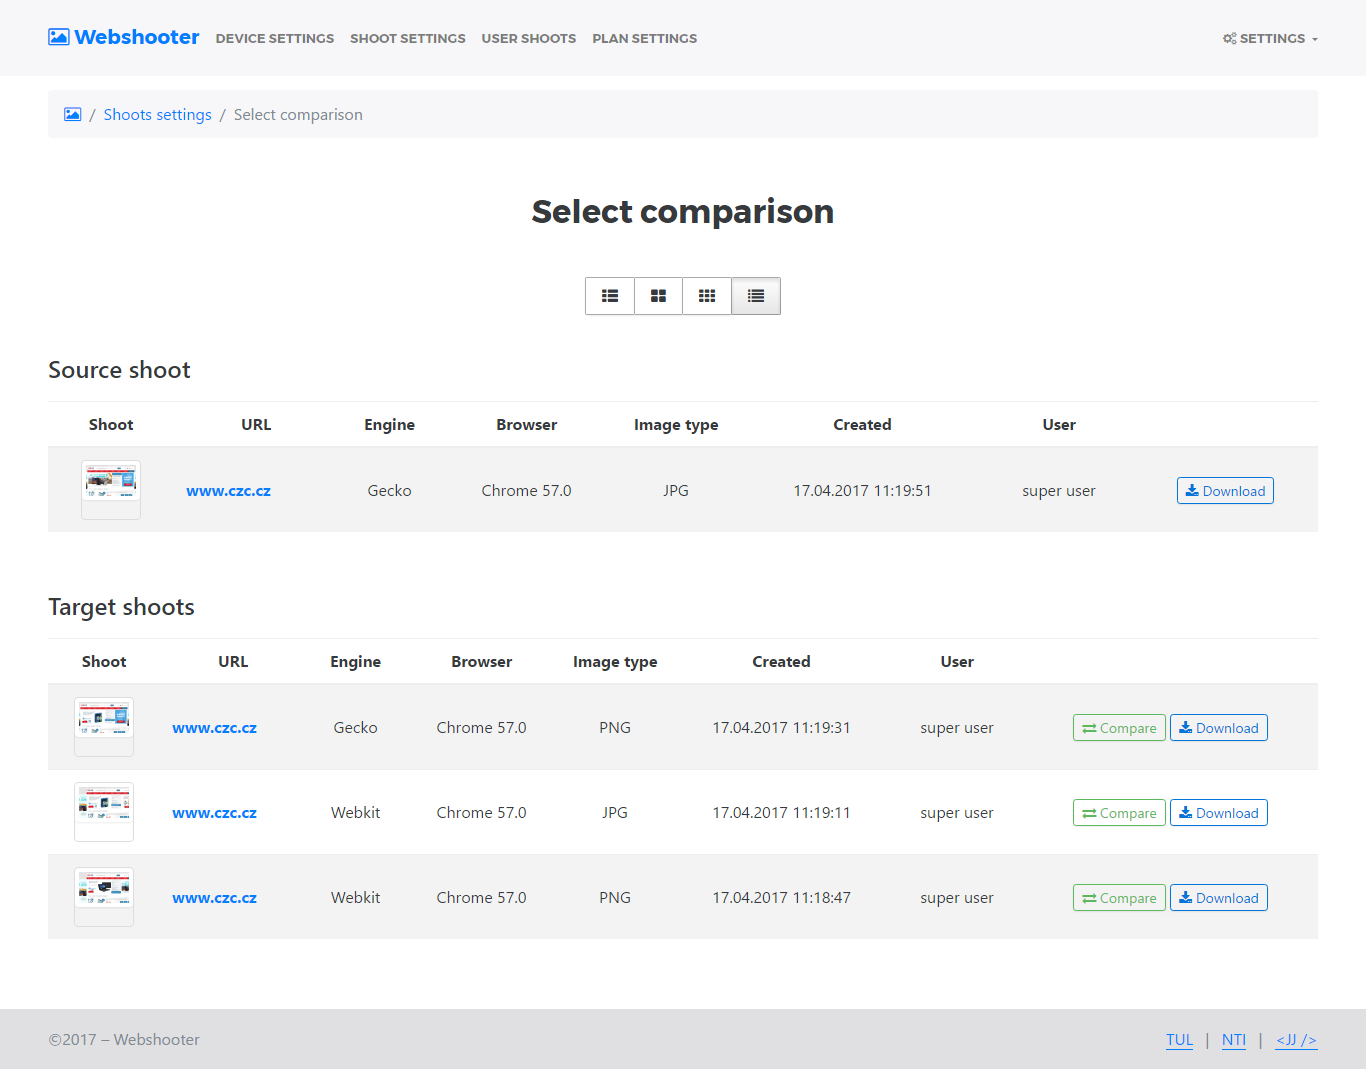 Webshooter DEVICE SETTINGS SHOOT SETTINGS USER SHOOTS PLAN SETTINGS SETTINGS
/ Shoots settings / Select comparison
Select comparison
Source shoot
Shoot URL Engine Browser Image type Created User
www.czc.cz Gecko Chrome 57.0 JPG 17.04.2017 11:19:51 super user Download
Target shoots
Shoot URL Engine Browser Image type Created User
www.czc.cz Gecko Chrome 57.0 PNG 17.04.2017 11:19:31 super user Compare Download
www.czc.cz Webkit Chrome 57.0 JPG 17.04.2017 11:19:11 super user Compare Download
www.czc.cz Webkit Chrome 57.0 PNG 17.04.2017 11:18:47 super user Compare Download
©2017 – Webshooter TUL | NTI | <JJ />